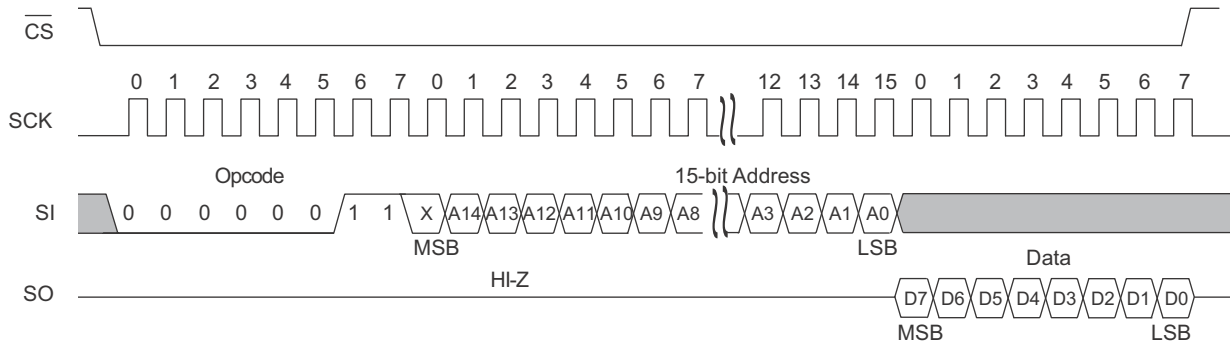 CS
0 1 2 3 4 5 6 7 0 1 2 3 4 5 6 7 12 13 14 15 0 1 2 3 4 5 6 7
SCK
Opcode 15-bit Address
SI 0 0 0 0 0 0 1 1 X A14 A13 A12 A11 A10 A9 A8 A3 A2 A1 A0
MSB LSB
Data
HI-Z
SO D7 D6 D5 D4 D3 D2 D1 D0
MSB LSB